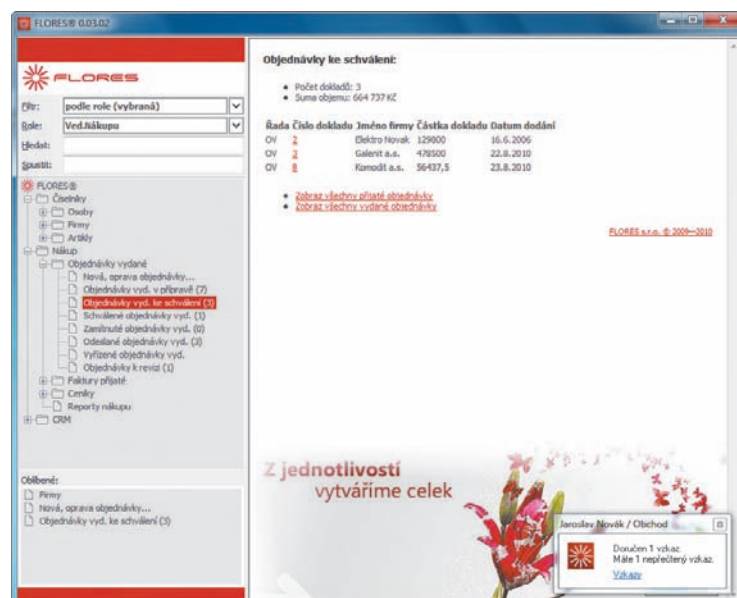 FLORES® 0.03.02
FLORES
Filtr: podle role (vybraná)
Role: Ved.Nákupu
Hledat:
Spustit:
FLORES®
Číselníky
Osoby
Firmy
Artikly
Nákup
Objednávky vydané
Nová, oprava objednávky...
Objednávky vyd. v přípravě (7)
Objednávky vyd. ke schválení (3)
Schválené objednávky vyd. (1)
Zamítnuté objednávky vyd. (0)
Odeslané objednávky vyd. (3)
Vyřízené objednávky vyd.
Objednávky k revizi (1)
Faktury přijaté
Ceníky
Reporty nákupu
CRM
Oblíbené:
Firmy
Nová, oprava objednávky...
Objednávky vyd. ke schválení (3)
Objednávky ke schválení:
Počet dokladů: 3
Suma objemu: 664 737 Kč
Řada Číslo dokladu Jméno firmy Částka dokladu Datum dodání
OV 2 Elektro Novak 129800 16.6.2006
OV 3 Galenit a.s. 478500 22.8.2010
OV 8 Komodit a.s. 56437,5 23.8.2010
Zobraz všechny přijaté objednávky
Zobraz všechny vydané objednávky
FLORES s.r.o. © 2009—2010
Z jednotlivostí
vytváříme celek
Jaroslav Novák / Obchod
Doručen 1 vzkaz.
Máte 1 nepřečtený vzkaz.
Vzkazy